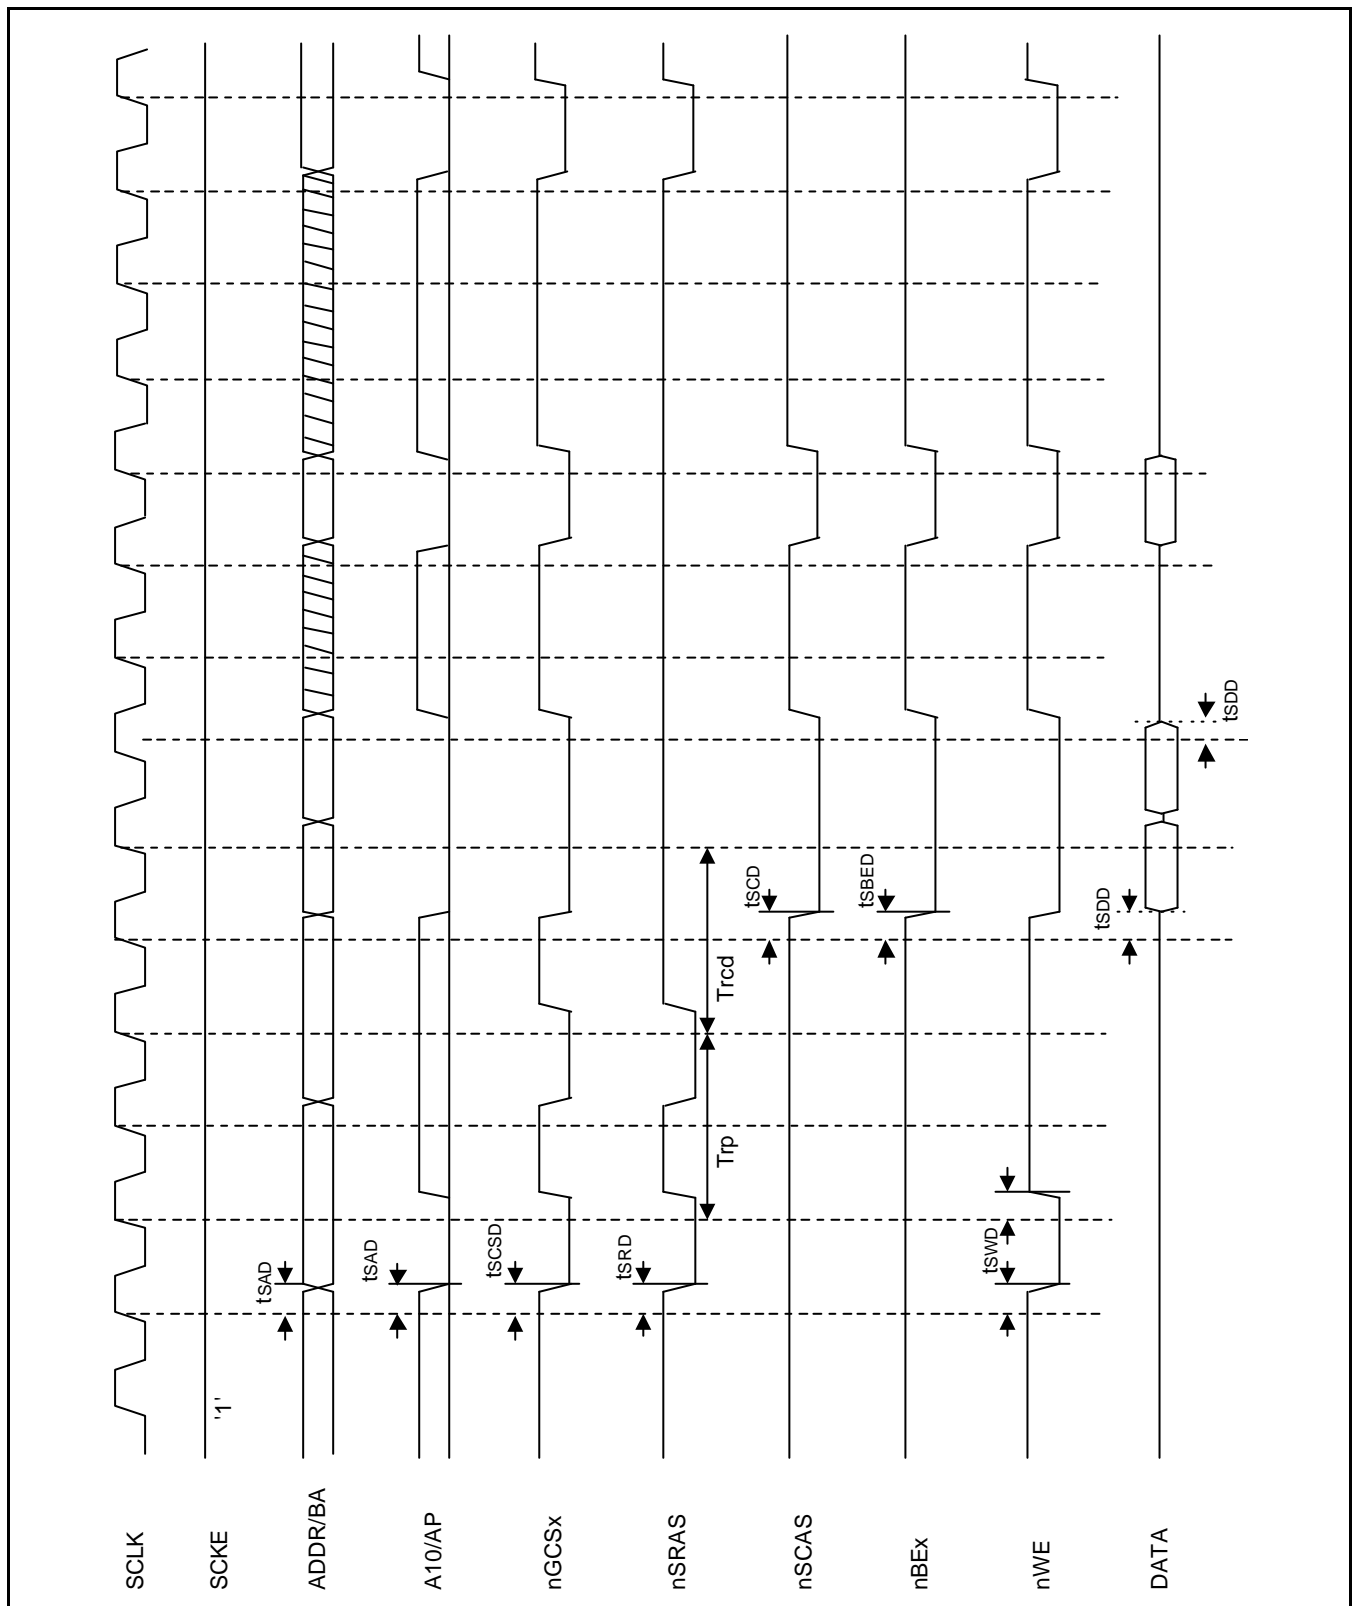 SCLK
SCKE
'1'
ADDR/BA
tSAD
A10/AP
tSAD
nGCSx
tSCSD
nSRAS
tSRD
Trp
Trcd
nSCAS
tSCD
nBEx
tSBED
nWE
tSWD
DATA
tSDD
tSDD